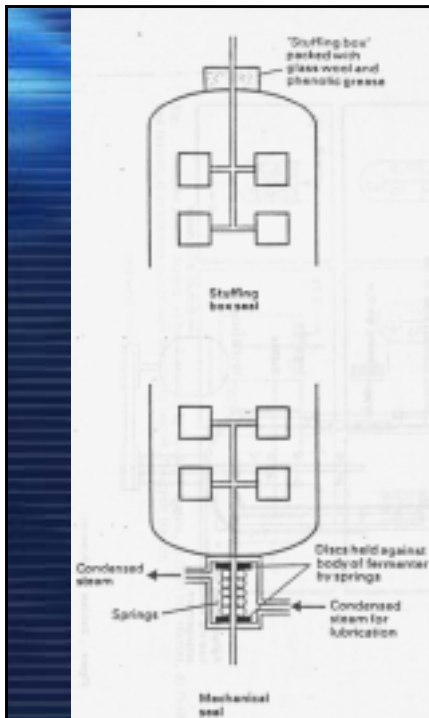 "Stuffing box"
packed with
glass wool and
phenolic grease
Stuffing
box seal
Discs held against
body of fermenter
by springs
Condensed
steam
Springs
Condensed
steam for
lubrication
Mechanical
seal